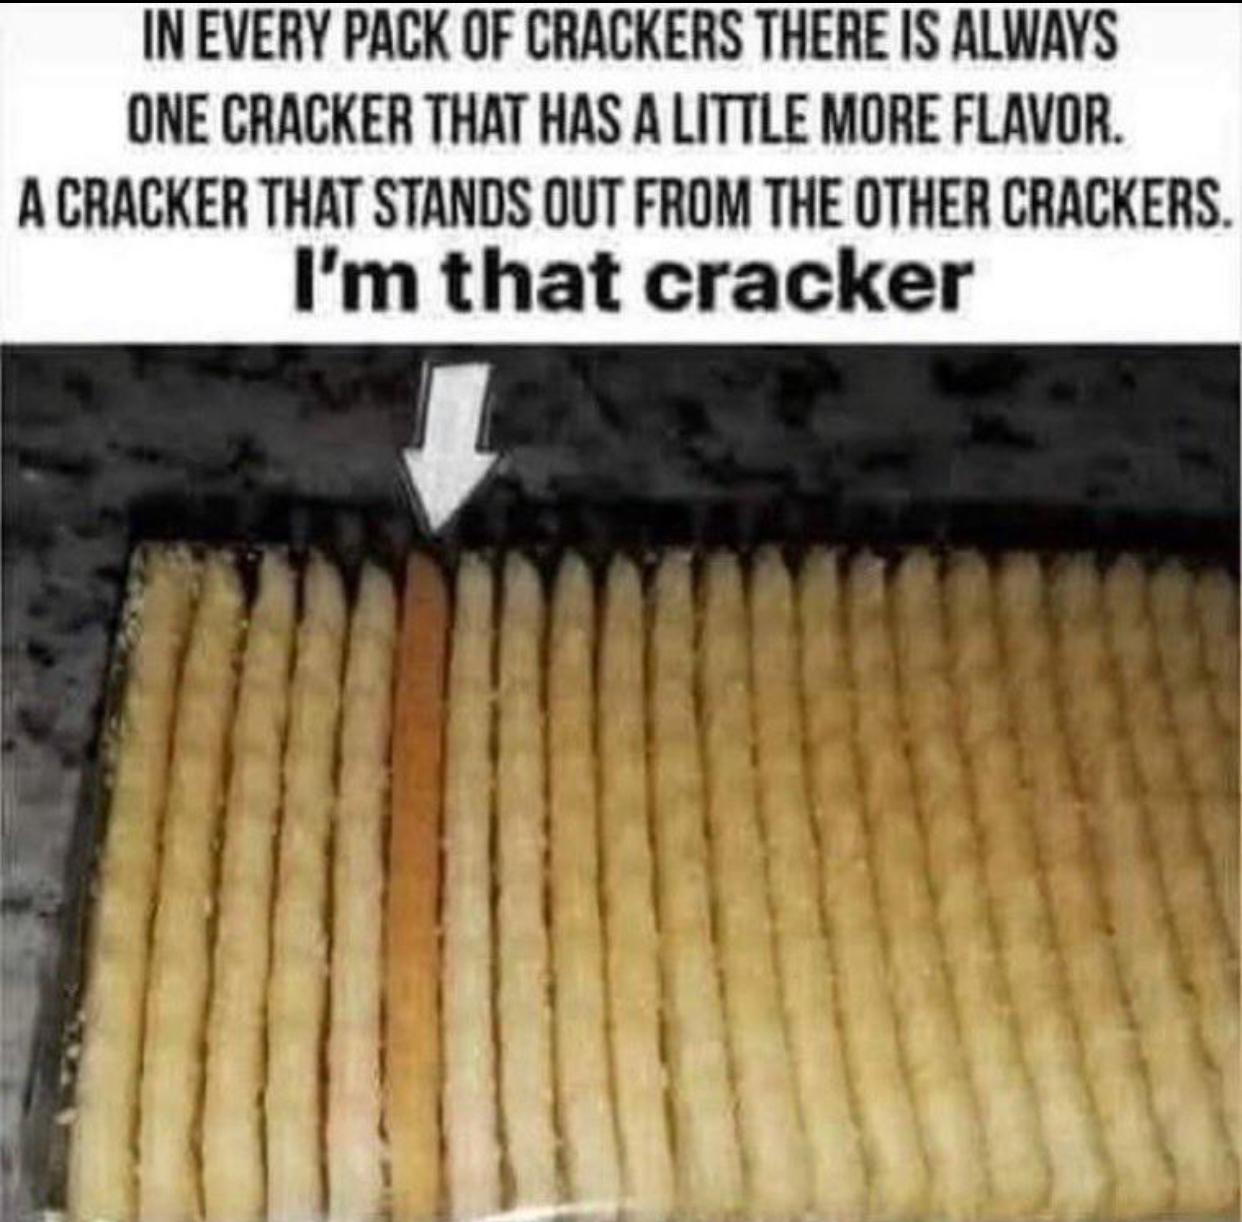 IN EVERY PACK OF CRACKERS THERE IS ALWAYS
ONE CRACKER THAT HAS A LITTLE MORE FLAVOR.
A CRACKER THAT STANDS OUT FROM THE OTHER CRACKERS.
I'm that cracker